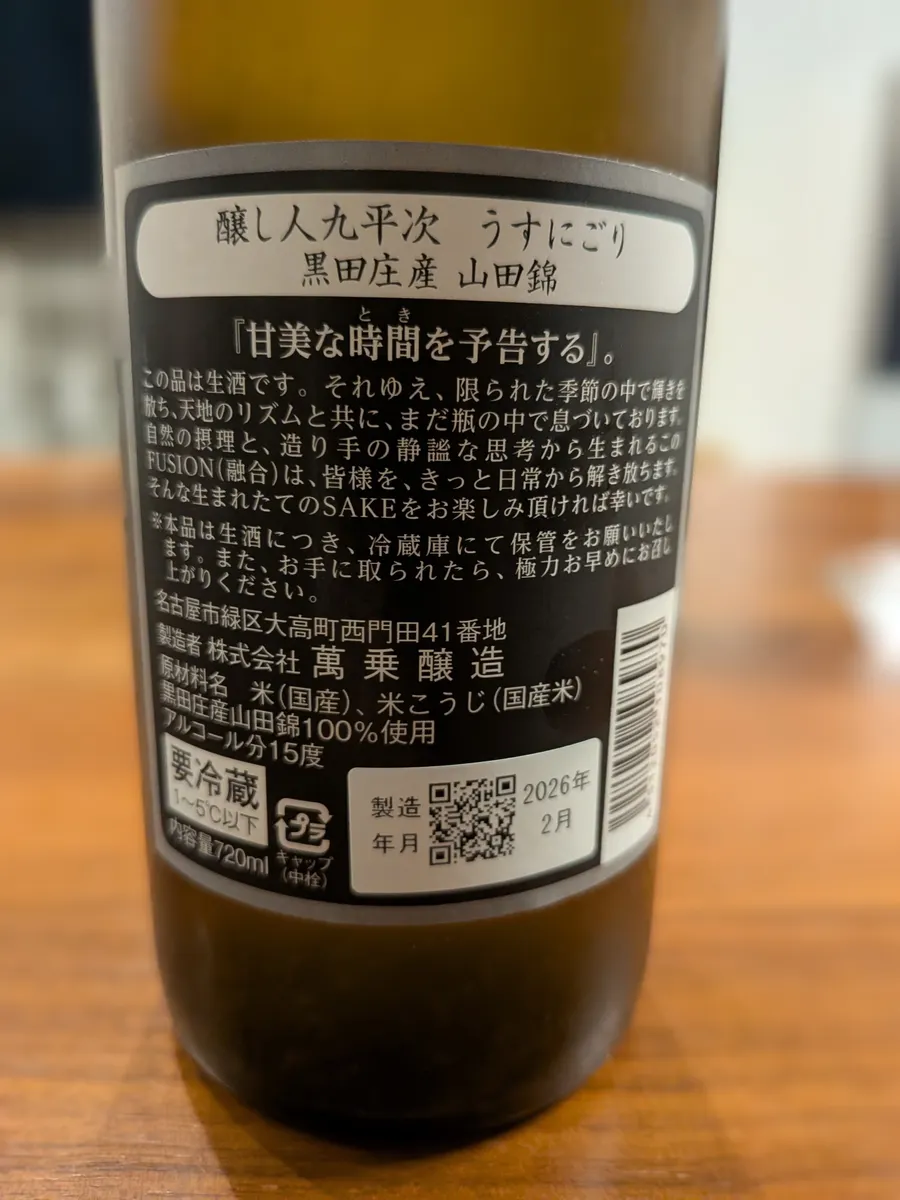 醸し人九平次 うすにごり
黒田庄産 山田錦
とき
『甘美な時間を予告する』。
この品は生酒です。それゆえ、限られた季節の中で輝きを
放ち、天地のリズムと共に、まだ瓶の中で息づいております。
自然の摂理と、造り手の静謐な思考から生まれるこの
FUSION(融合)は、皆様を、きっと日常から解き放ちます。
そんな生まれたてのSAKEをお楽しみ頂ければ幸いです。
※本品は生酒につき、冷蔵庫にて保管をお願いいたし
ます。また、お手に取られたら、極力お早めにお召し
上がりください。
名古屋市緑区大高町西門田41番地
製造者 株式会社 萬乗醸造
原材料名 米(国産)、米こうじ(国産米)
黒田庄産山田錦100%使用
アルコール分15度
要冷蔵
1〜5℃以下
内容量720ml
プラ
キャップ
(中栓)
製造
年月
2026年
2月